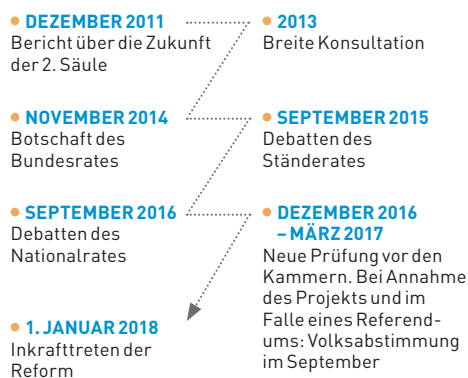 DEZEMBER 2011
Bericht über die Zukunft
der 2. Säule
2013
Breite Konsultation
NOVEMBER 2014
Botschaft des
Bundesrates
SEPTEMBER 2015
Debatten des
Ständerates
SEPTEMBER 2016
Debatten des
Nationalrates
DEZEMBER 2016
– MÄRZ 2017
Neue Prüfung vor den
Kammern. Bei Annahme
des Projekts und im
Falle eines Referend-
ums: Volksabstimmung
im September
1. JANUAR 2018
Inkrafttreten der
Reform